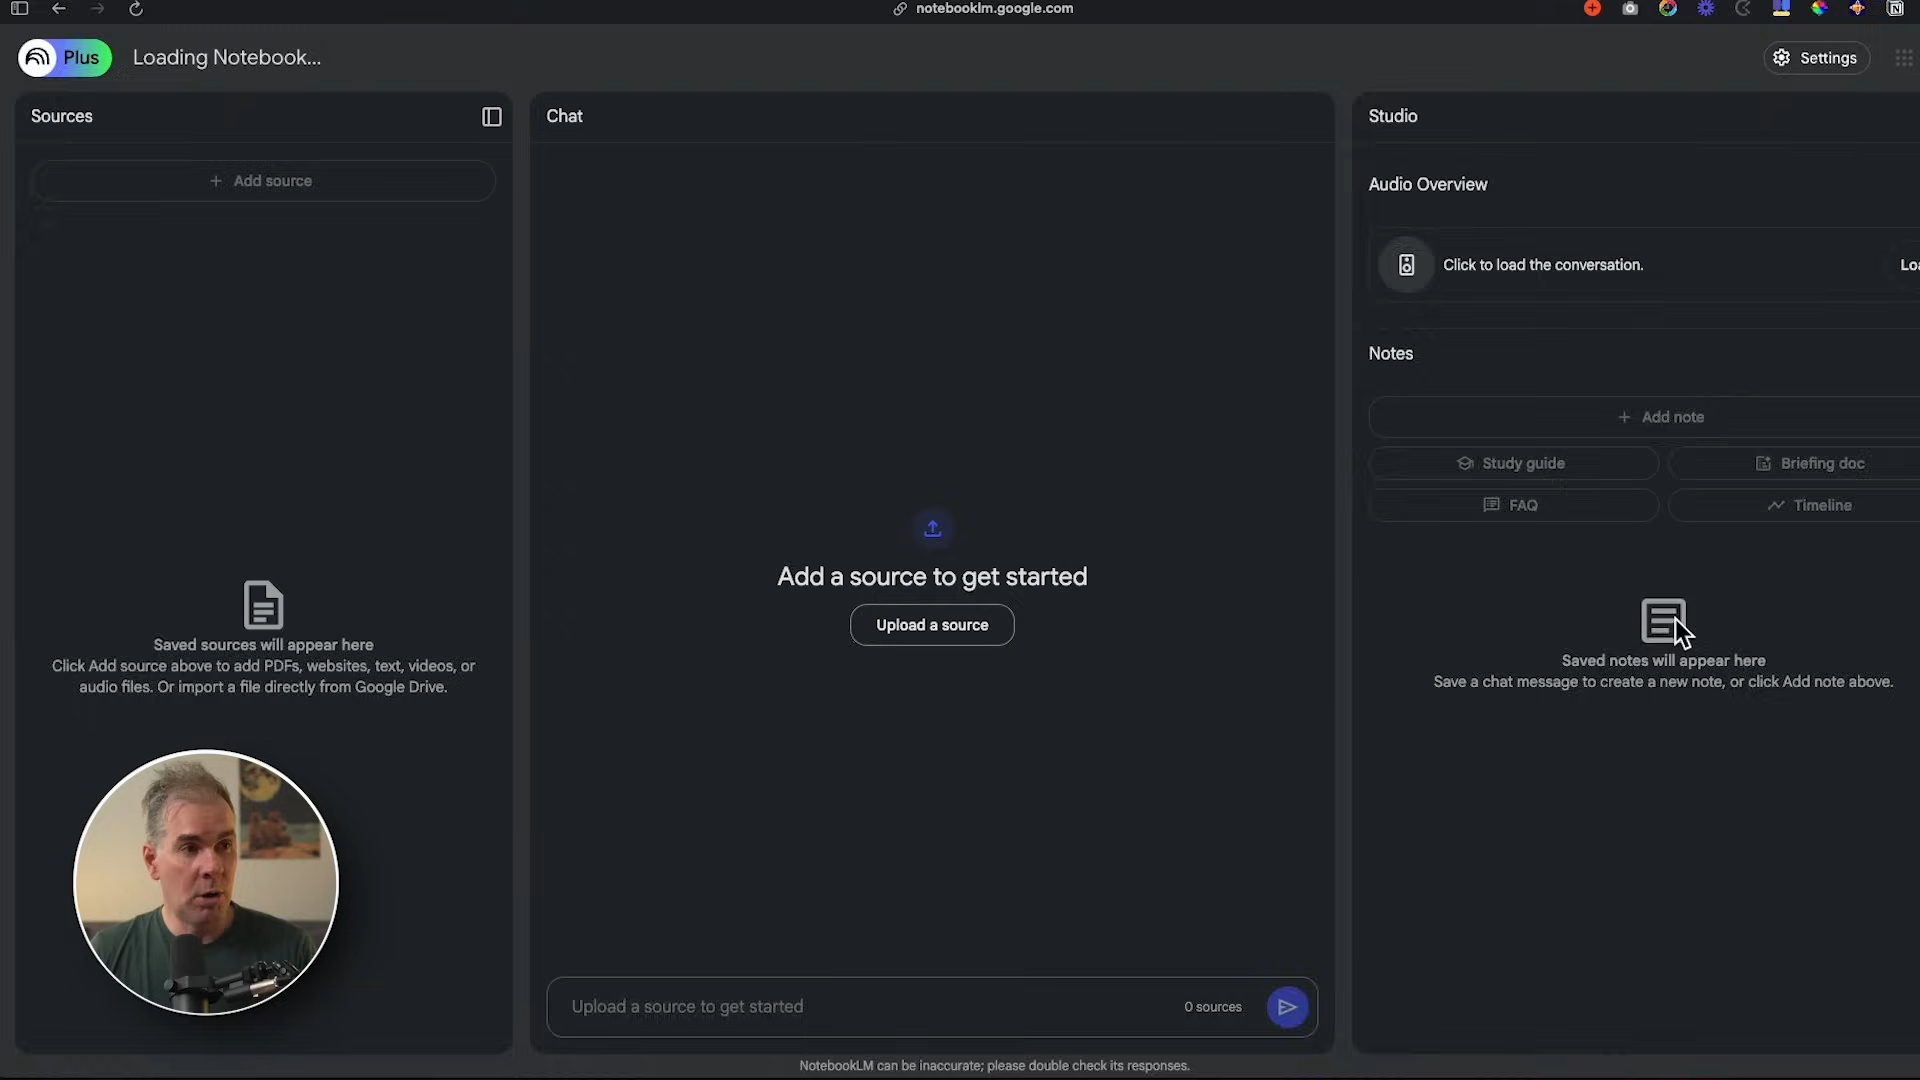 notebooklm.google.com
Plus
Loading Notebook...
Settings
Sources
+ Add source
Saved sources will appear here
Click Add source above to add PDFs, websites, text, videos, or
audio files. Or import a file directly from Google Drive.
Chat
Add a source to get started
Upload a source
Upload a source to get started
0 sources
NotebookLM can be inaccurate; please double check its responses.
Studio
Audio Overview
Click to load the conversation.
Notes
+ Add note
Study guide
Briefing doc
FAQ
Timeline
Saved notes will appear here
Save a chat message to create a new note, or click Add note above.